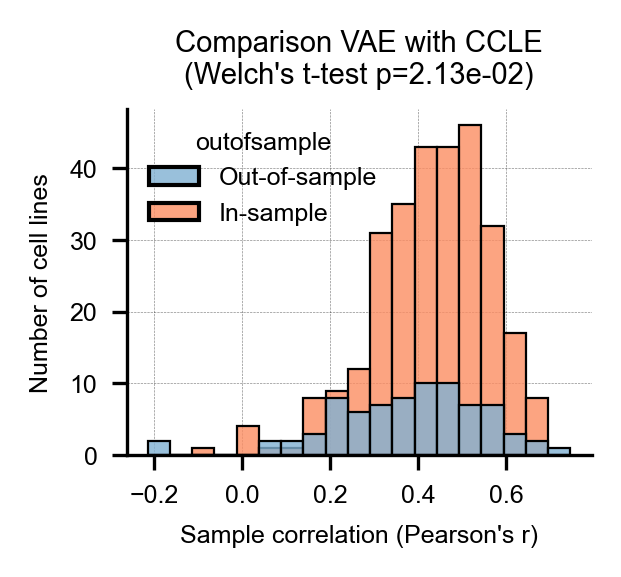 Comparison VAE with CCLE
(Welch's t-test p=2.13e-02)
outofsample
Out-of-sample
In-sample
Number of cell lines
40
30
20
10
0
−0.2
0.0
0.2
0.4
0.6
Sample correlation (Pearson's r)